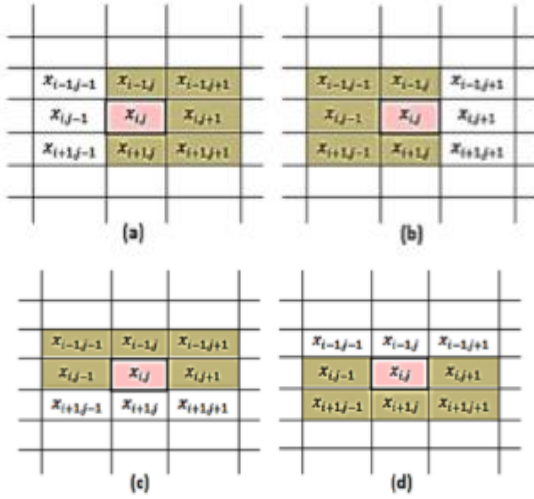 x_{i-1,j-1} x_{i-1,j} x_{i-1,j+1} x_{i-1,j-1} x_{i-1,j} x_{i-1,j+1}
x_{i,j-1} x_{i,j} x_{i,j+1} x_{i,j-1} x_{i,j} x_{i,j+1}
x_{i+1,j-1} x_{i+1,j} x_{i+1,j+1} x_{i+1,j-1} x_{i+1,j} x_{i+1,j+1}
(a) (b)
x_{i-1,j-1} x_{i-1,j} x_{i-1,j+1} x_{i-1,j-1} x_{i-1,j} x_{i-1,j+1}
x_{i,j-1} x_{i,j} x_{i,j+1} x_{i,j-1} x_{i,j} x_{i,j+1}
x_{i+1,j-1} x_{i+1,j} x_{i+1,j+1} x_{i+1,j-1} x_{i+1,j} x_{i+1,j+1}
(c) (d)